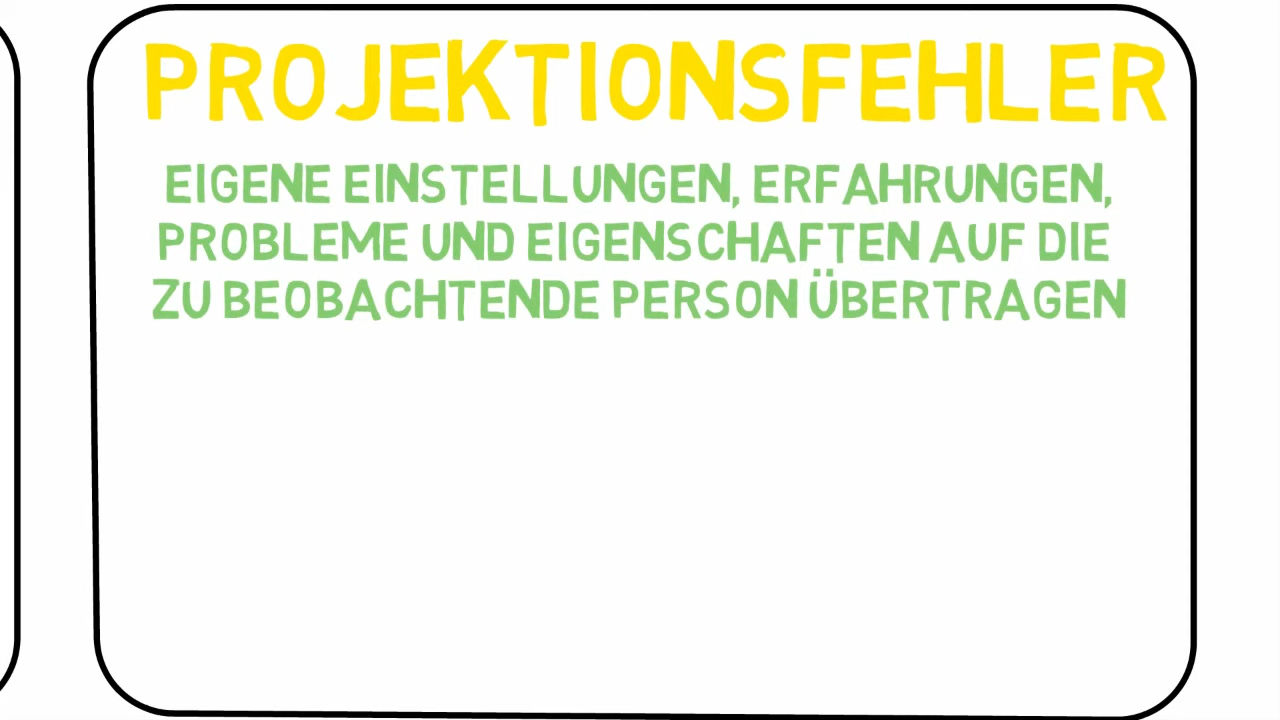 PROJEKTIONSFEHLER
EIGENE EINSTELLUNGEN, ERFAHRUNGEN,
PROBLEME UND EIGENSCHAFTEN AUF DIE
ZU BEOBACHTENDE PERSON ÜBERTRAGEN